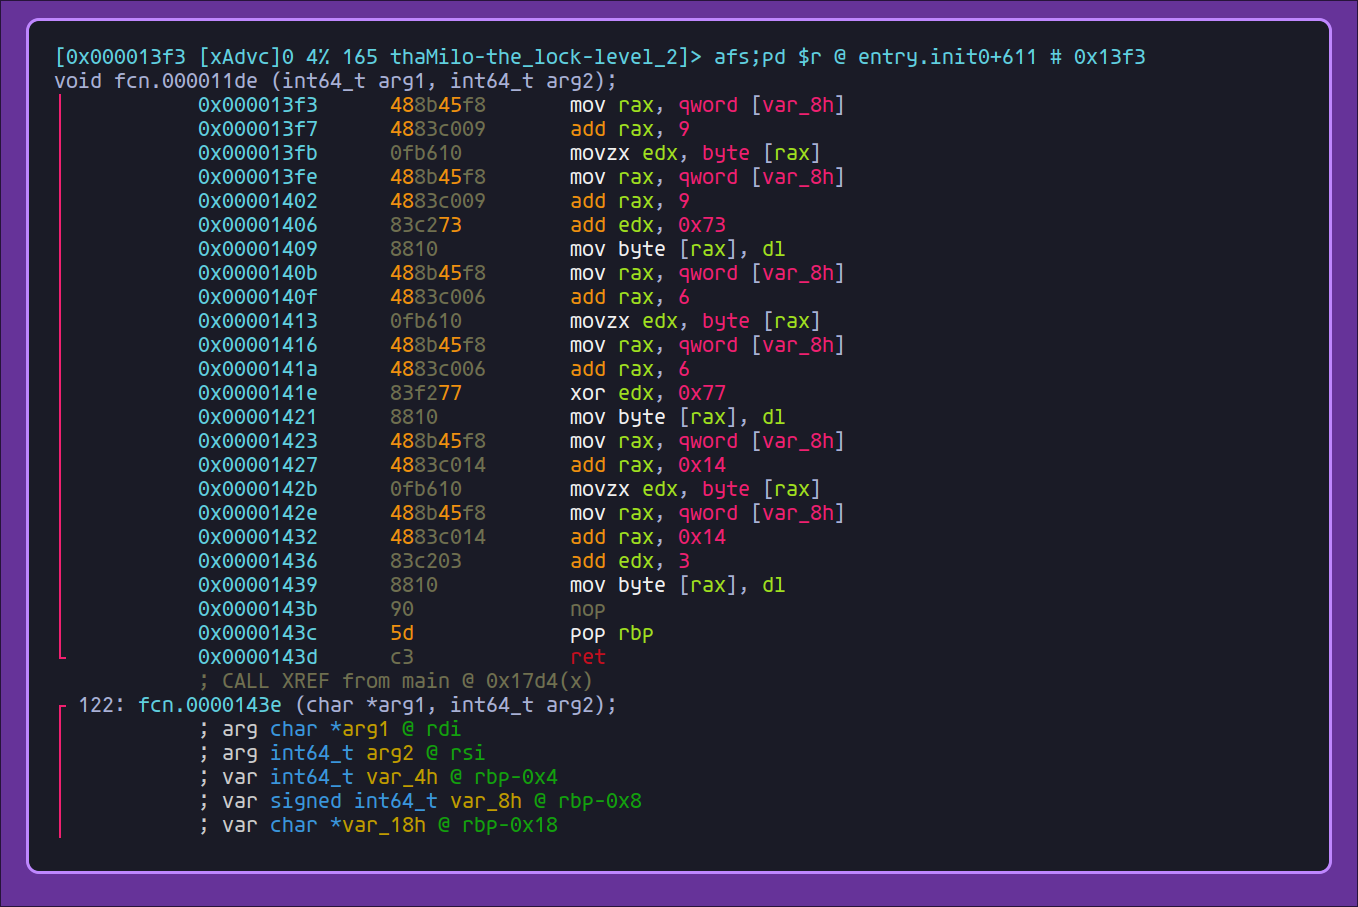 [0x000013f3 [xAdvc]0 4% 165 thaMilo-the_lock-level_2]> afs;pd $r @ entry.init0+611 # 0x13f3
void fcn.000011de (int64_t arg1, int64_t arg2);
0x000013f3 488b45f8 mov rax, qword [var_8h]
0x000013f7 4883c009 add rax, 9
0x000013fb 0fb610 movzx edx, byte [rax]
0x000013fe 488b45f8 mov rax, qword [var_8h]
0x00001402 4883c009 add rax, 9
0x00001406 83c273 add edx, 0x73
0x00001409 8810 mov byte [rax], dl
0x0000140b 488b45f8 mov rax, qword [var_8h]
0x0000140f 4883c006 add rax, 6
0x00001413 0fb610 movzx edx, byte [rax]
0x00001416 488b45f8 mov rax, qword [var_8h]
0x0000141a 4883c006 add rax, 6
0x0000141e 83f277 xor edx, 0x77
0x00001421 8810 mov byte [rax], dl
0x00001423 488b45f8 mov rax, qword [var_8h]
0x00001427 4883c014 add rax, 0x14
0x0000142b 0fb610 movzx edx, byte [rax]
0x0000142e 488b45f8 mov rax, qword [var_8h]
0x00001432 4883c014 add rax, 0x14
0x00001436 83c203 add edx, 3
0x00001439 8810 mov byte [rax], dl
0x0000143b 90 nop
0x0000143c 5d pop rbp
0x0000143d c3 ret
; CALL XREF from main @ 0x17d4(x)
122: fcn.0000143e (char *arg1, int64_t arg2);
; arg char *arg1 @ rdi
; arg int64_t arg2 @ rsi
; var int64_t var_4h @ rbp-0x4
; var signed int64_t var_8h @ rbp-0x8
; var char *var_18h @ rbp-0x18